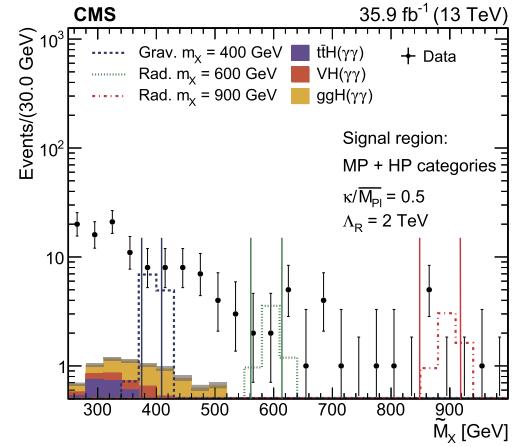 CMS 35.9 fb⁻¹ (13 TeV)
Events/(30.0 GeV)
10³
10²
10
1
Grav. m_X = 400 GeV
Rad. m_X = 600 GeV
Rad. m_X = 900 GeV
tt̄H(γγ)
VH(γγ)
ggH(γγ)
Data
Signal region:
MP + HP categories
κ/M̅_Pl = 0.5
Λ_R = 2 TeV
300 400 500 600 700 800 900
M̃_X [GeV]